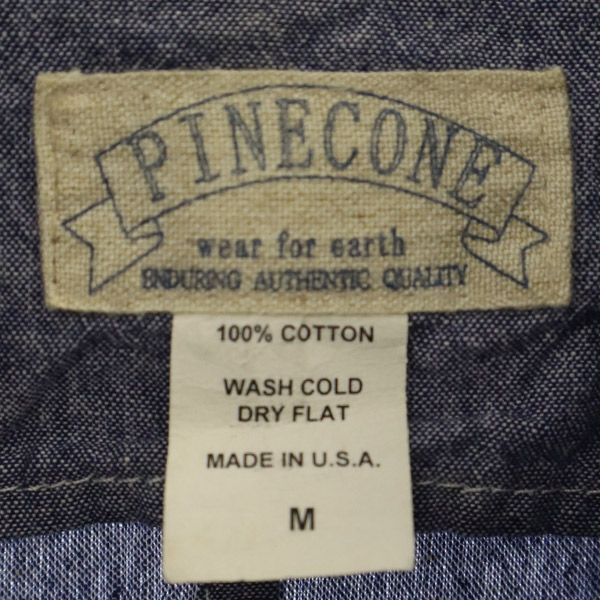 PINECONE
wear for earth
ENDURING AUTHENTIC QUALITY
100% COTTON
WASH COLD
DRY FLAT
MADE IN U.S.A.
M